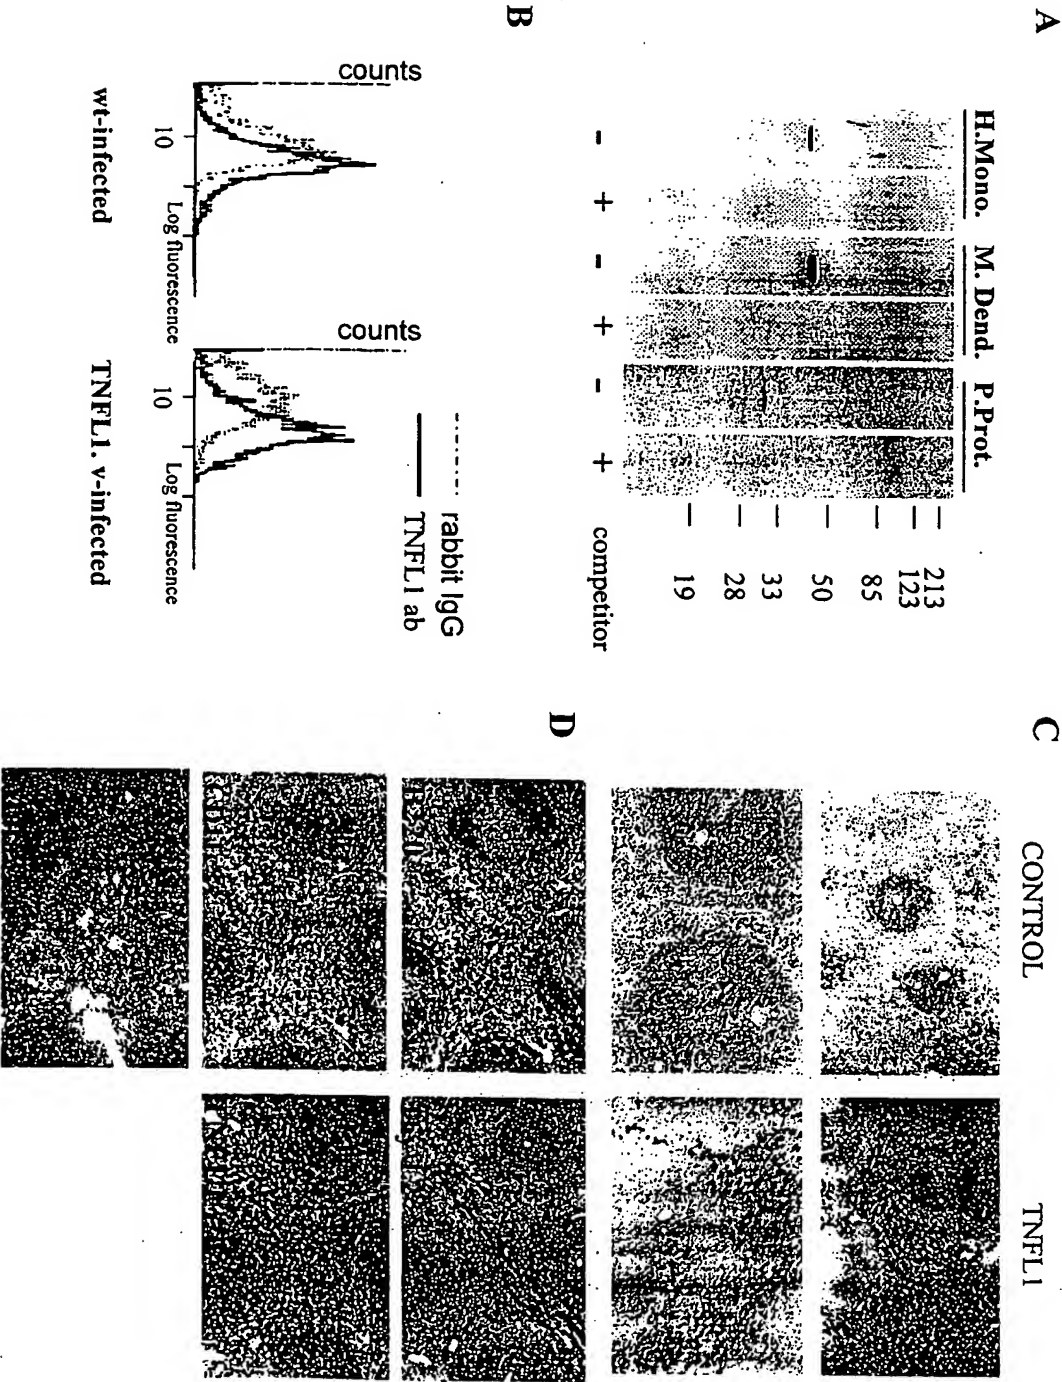 A
H.Mono.
M. Dend.
P.Prot.
213
123
85
50
33
28
19
- + - + - + competitor
B
rabbit IgG
TNFL1 ab
counts
10
Log fluorescence
wt-infected
counts
10
Log fluorescence
TNFL1. v-infected
C
CONTROL
TNFL1
D
B220